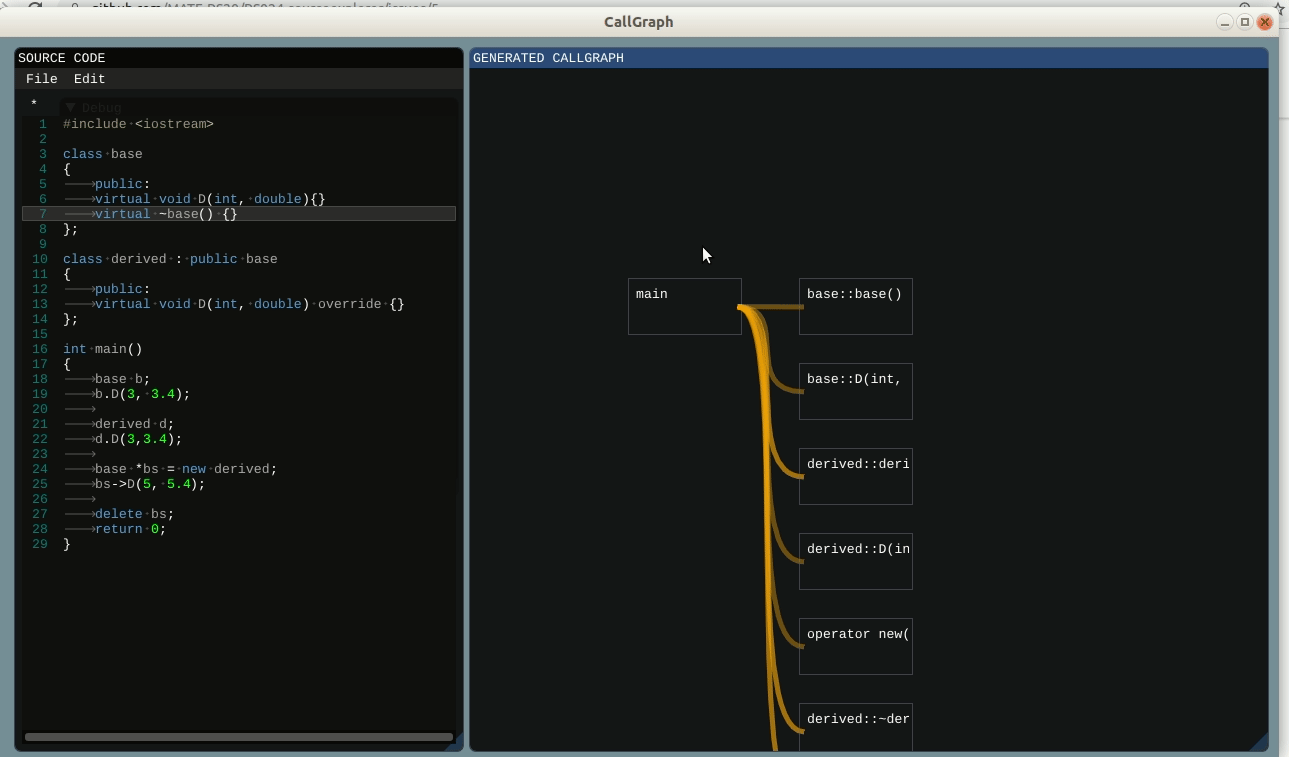 CallGraph
SOURCE CODE
File Edit
*
▼ Debug
1 #include <iostream>
2
3 class base
4 {
5 public:
6 virtual void D(int, double){}
7 virtual ~base() {}
8 };
9
10 class derived : public base
11 {
12 public:
13 virtual void D(int, double) override {}
14 };
15
16 int main()
17 {
18 base b;
19 b.D(3, 3.4);
20
21 derived d;
22 d.D(3,3.4);
23
24 base *bs = new derived;
25 bs->D(5, 5.4);
26
27 delete bs;
28 return 0;
29 }
GENERATED CALLGRAPH
main
base::base()
base::D(int,
derived::deri
derived::D(in
operator new(
derived::~der